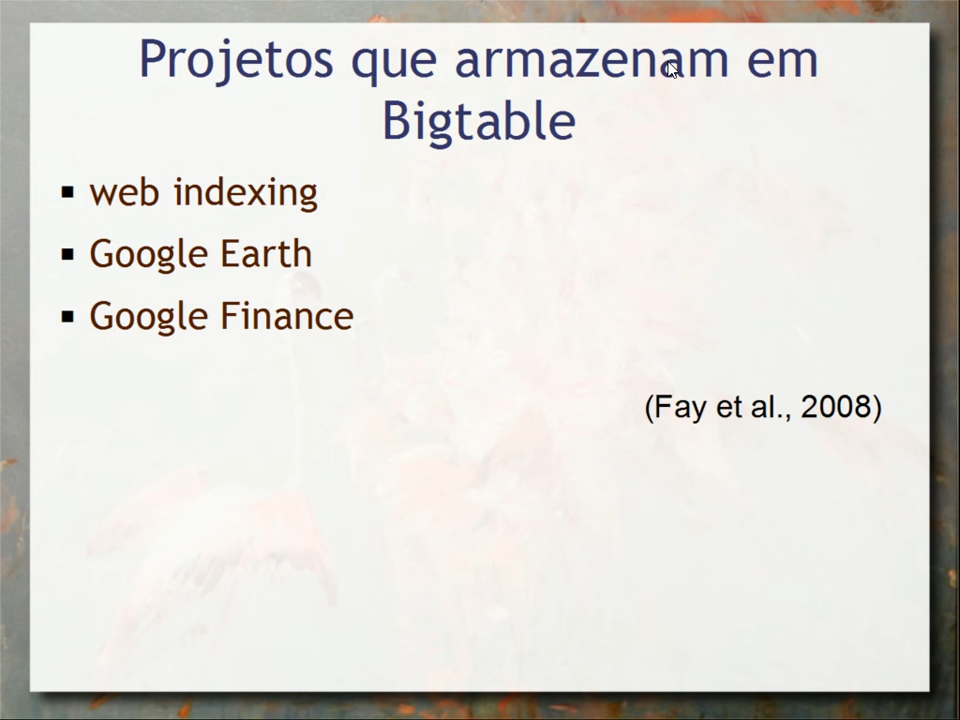 Projetos que armazenam em
Bigtable
web indexing
Google Earth
Google Finance
(Fay et al., 2008)